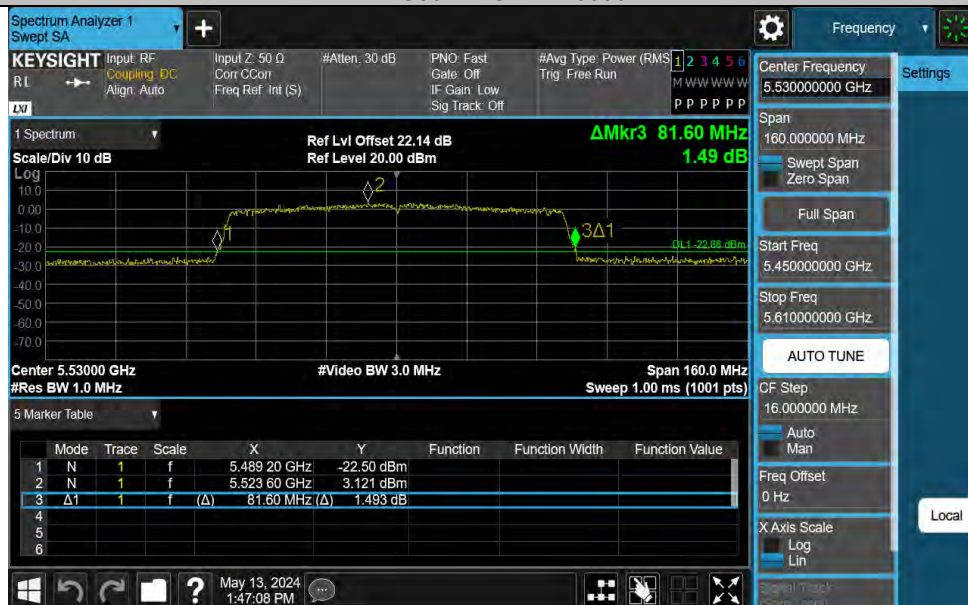 Spectrum Analyzer 1
Swept SA
Frequency
KEYSIGHT
RL
LXI
Input: RF
Coupling: DC
Align: Auto
Input Z: 50 Ω
Corr CCorr
Freq Ref: Int (S)
#Atten: 30 dB
PNO: Fast
Gate: Off
IF Gain: Low
Sig Track: Off
#Avg Type: Power (RMS
Trig: Free Run
1 2 3 4 5 6
M W W W W W
P P P P P P
1 Spectrum
Scale/Div 10 dB
Ref Lvl Offset 22.14 dB
Ref Level 20.00 dBm
ΔMkr3 81.60 MHz
1.49 dB
Log
10.0
0.00
-10.0
-20.0
-30.0
-40.0
-50.0
-60.0
-70.0
2
1
3Δ1
DL1 -22.88 dBm
Center 5.53000 GHz
#Video BW 3.0 MHz
Span 160.0 MHz
#Res BW 1.0 MHz
Sweep 1.00 ms (1001 pts)
5 Marker Table
Mode Trace Scale X Y Function Function Width Function Value
1 N 1 f 5.489 20 GHz -22.50 dBm
2 N 1 f 5.523 60 GHz 3.121 dBm
3 Δ1 1 f (Δ) 81.60 MHz (Δ) 1.493 dB
4
5
6
May 13, 2024
1:47:08 PM
Center Frequency
5.530000000 GHz
Settings
Span
160.000000 MHz
Swept Span
Zero Span
Full Span
Start Freq
5.450000000 GHz
Stop Freq
5.610000000 GHz
AUTO TUNE
CF Step
16.000000 MHz
Auto
Man
Freq Offset
0 Hz
X Axis Scale
Log
Lin
Signal Track
Local